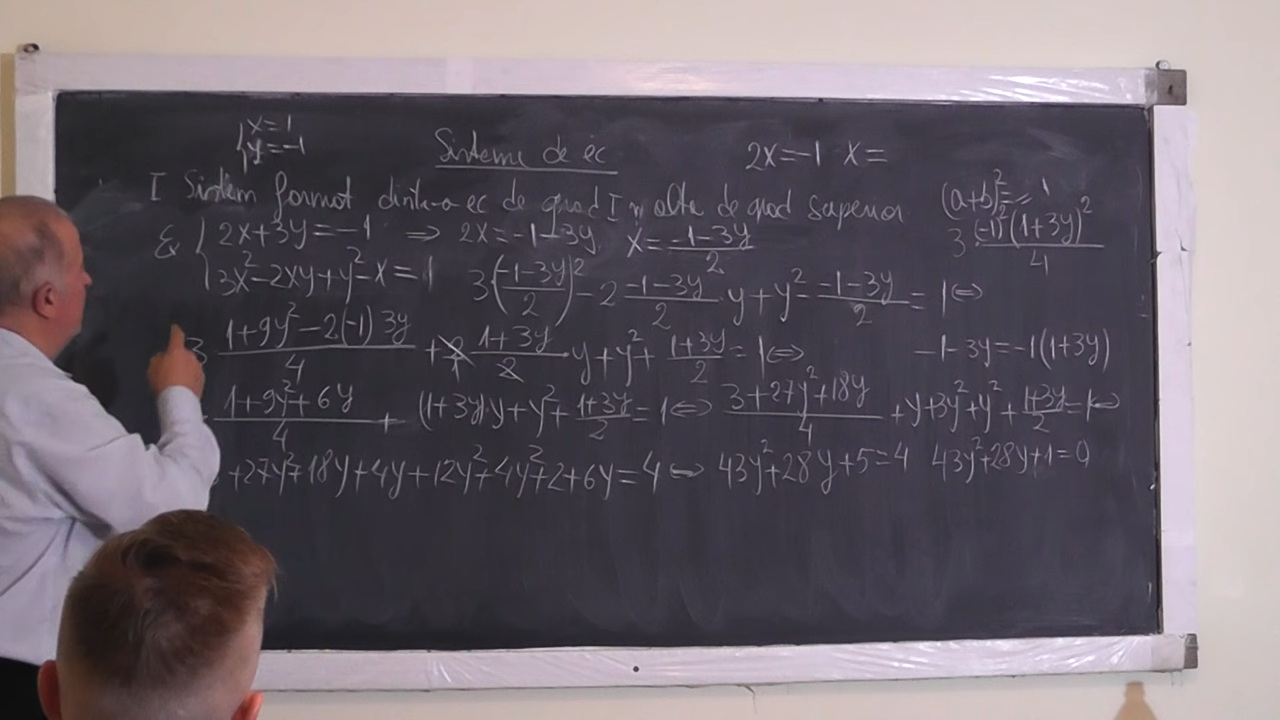 {x=1
{y=-1
Sisteme de ec
2x=-1 x=
I Sistem format dintr-o ec de grad I și alta de grad superior
(a+b)²=
3 (-1)²(1+3y)²/4
{2x+3y=-1 ⇒ 2x=-1-3y x=(-1-3y)/2
{3x²-2xy+y²-x=1
3((-1-3y)/2)² - 2 (-1-3y)/2 y+y² - (-1-3y)/2 = 1⇔
3 (1+9y²-2(-1)3y)/4 + 2 (1+3y)/2 y+y²+ (1+3y)/2 = 1⇔
-1-3y=-1(1+3y)
(1+9y²+6y)/4 + (1+3y)·y+y²+ (1+3y)/2 = 1⇔ (3+27y²+18y)/4 +y+3y²+y²+ (1+3y)/2 =1⇔
+27y²+18y+4y+12y²+4y²+2+6y=4 ⇔ 43y²+28y+5=4 43y²+28y+1=0